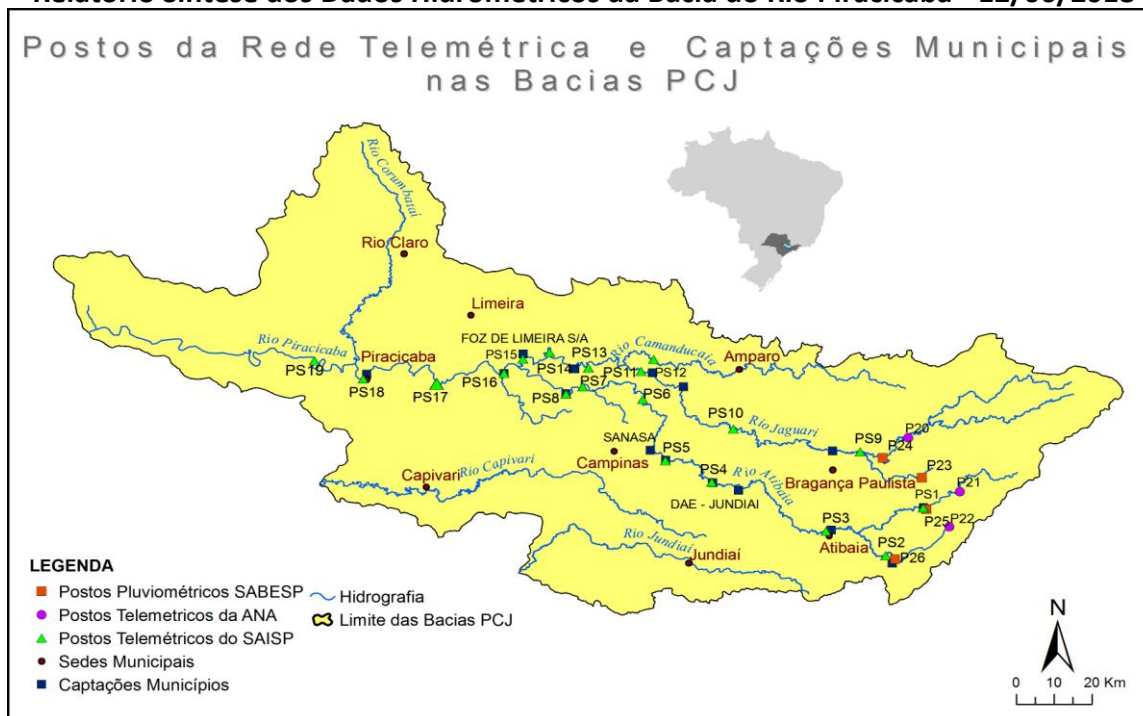 Relatório Síntese dos Dados Hidrométricos da Bacia do Rio Piracicaba - 12/06/2018
Postos da Rede Telemétrica e Captações Municipais
nas Bacias PCJ
Rio Corumbataí
Rio Claro
Limeira
FOZ DE LIMEIRA S/A
Rio Piracicaba
Piracicaba
PS15
PS13
Rio Camanducaia
Amparo
PS19
PS18
PS17
PS16
PS14
PS7
PS11
PS12
PS8
PS6
PS10
Rio Jaguari
PS9
P20
P24
SANASA
Campinas
PS5
Rio Capivari
Capivari
PS4
Rio Atibaia
Bragança Paulista
P23
P21
PS1
DAE - JUNDIAI
P25
P22
PS3
Atibaia
PS2
P26
Rio Jundiaí
Jundiaí
LEGENDA
Postos Pluviométricos SABESP
Hidrografia
Postos Telemetricos da ANA
Limite das Bacias PCJ
Postos Telemétricos do SAISP
Sedes Municipais
Captações Municípios
N
0 10 20 Km